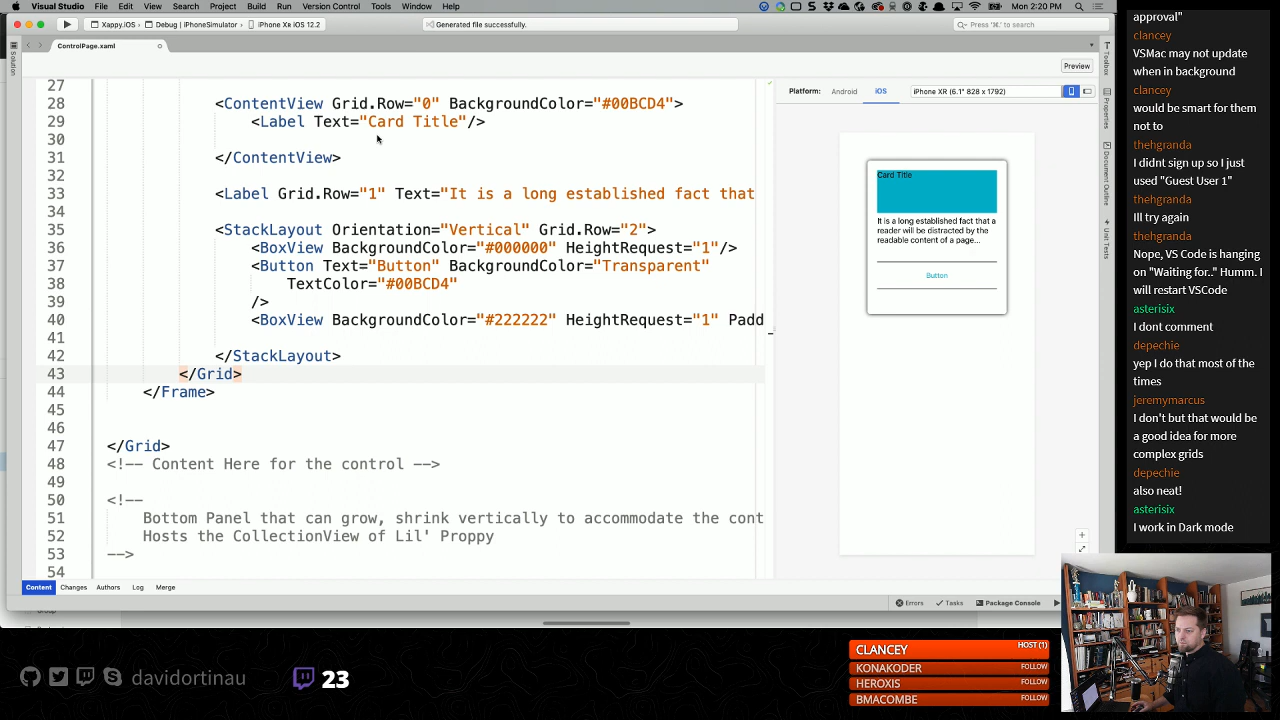 Visual Studio File Edit View Search Project Build Run Version Control Tools Window Help
Mon 2:20 PM
Xappy.iOS Debug | iPhoneSimulator iPhone XR iOS 12.2
Generated file successfully.
Press '⌘.' to search
ControlPage.xaml
Solution
Preview
27
28 <ContentView Grid.Row="0" BackgroundColor="#00BCD4">
29 <Label Text="Card Title"/>
30
31 </ContentView>
32
33 <Label Grid.Row="1" Text="It is a long established fact that
34
35 <StackLayout Orientation="Vertical" Grid.Row="2">
36 <BoxView BackgroundColor="#000000" HeightRequest="1"/>
37 <Button Text="Button" BackgroundColor="Transparent"
38 TextColor="#00BCD4"
39 />
40 <BoxView BackgroundColor="#222222" HeightRequest="1" Padd
41
42 </StackLayout>
43 </Grid>
44 </Frame>
45
46
47 </Grid>
48 <!-- Content Here for the control -->
49
50 <!--
51 Bottom Panel that can grow, shrink vertically to accommodate the cont
52 Hosts the CollectionView of Lil' Proppy
53 -->
54
Content Changes Authors Log Merge
Platform: Android iOS iPhone XR (6.1" 828 x 1792)
Card Title
It is a long established fact that a
reader will be distracted by the
readable content of a page...
Button
Toolbox
Properties
Document Outline
Unit Tests
Errors Tasks Package Console
approval"
clancey
VSMac may not update
when in background
clancey
would be smart for them
not to
thehgranda
I didnt sign up so I just
used "Guest User 1"
thehgranda
Ill try again
thehgranda
Nope, VS Code is hanging
on "Waiting for.." Humm. I
will restart VSCode
asterisix
I dont comment
depechie
yep I do that most of the
times
jeremymarcus
I don't but that would be
a good idea for more
complex grids
depechie
also neat!
asterisix
I work in Dark mode
davidortinau
23
CLANCEY HOST (1)
KONAKODER FOLLOW
HEROXIS FOLLOW
BMACOMBE FOLLOW